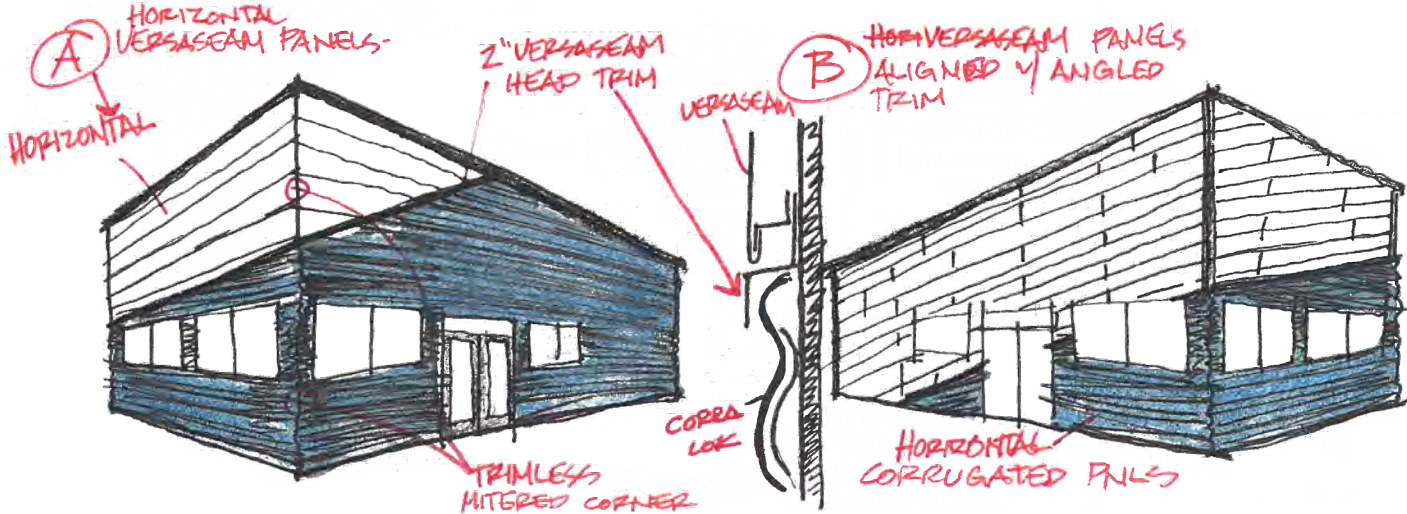 A
HORIZONTAL
VERSASEAM PANELS-
HORIZONTAL
2" VERSASEAM
HEAD TRIM
TRIMLESS
MITERED CORNER
VERSASEAM
CORRA
LOK
B
HORIVERSASEAM PANELS
ALIGNED w/ ANGLED
TRIM
HORIZONTAL
CORRUGATED PNLS